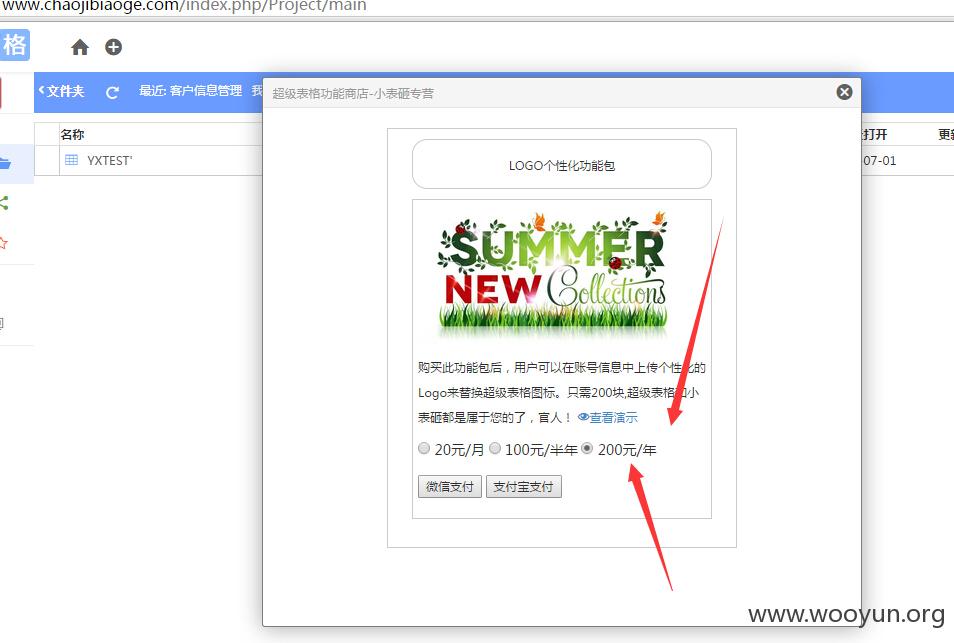 www.chaojibiaoge.com/index.php/Project/main
格
文件夹
最近: 客户信息管理 我
超级表格功能商店-小表砸专营
名称
打开
更新
YXTEST'
-07-01
LOGO个性化功能包
SUMMER
NEW Collections
购买此功能包后，用户可以在账号信息中上传个性化的
Logo来替换超级表格图标。只需200块,超级表格和小
表砸都是属于您的了，官人！ 查看演示
20元/月 100元/半年 200元/年
微信支付 支付宝支付
www.wooyun.org